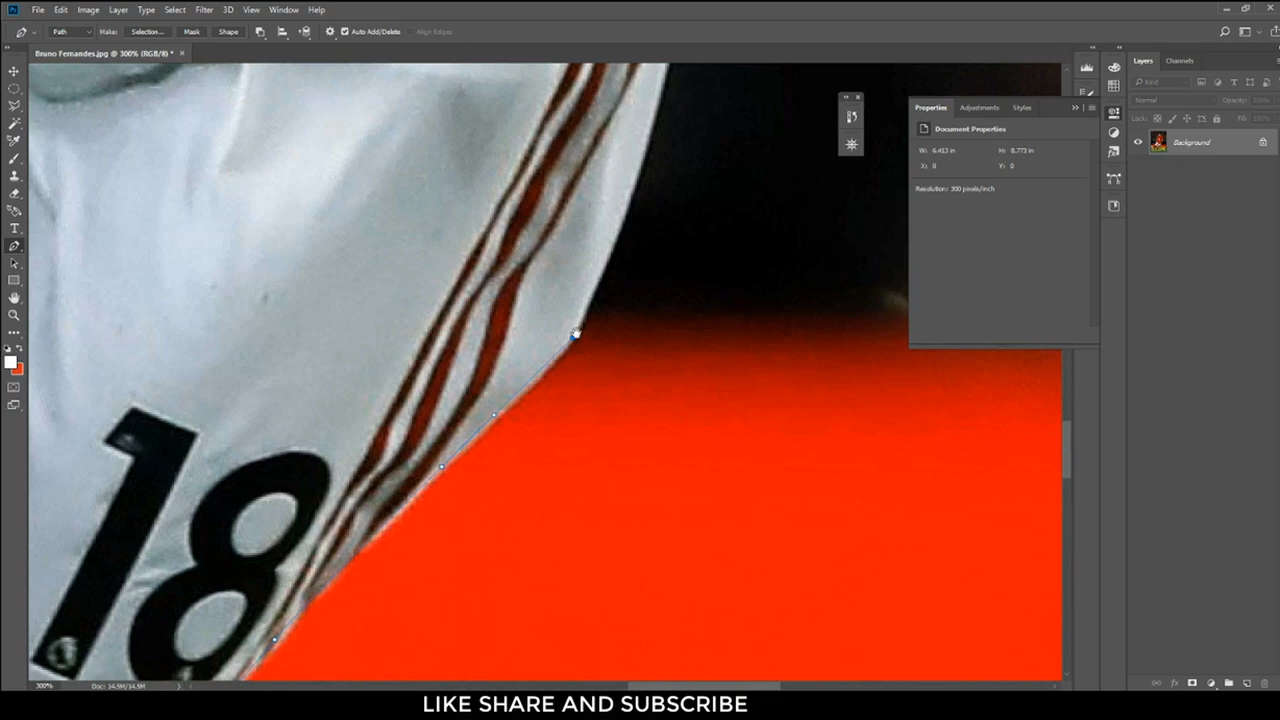 Ps File Edit Image Layer Type Select Filter 3D View Window Help
Path Make: Selection... Mask Shape Auto Add/Delete Align Edges
Bruno Fernandes.jpg @ 300% (RGB/8) * ×
Layers Channels
Kind
Normal Opacity: 100%
Lock: Fill: 100%
Background
Properties Adjustments Styles
Document Properties
W: 6.413 in H: 8.773 in
X: 0 Y: 0
Resolution: 300 pixels/inch
18
300% Doc: 14.5M/14.5M
LIKE SHARE AND SUBSCRIBE